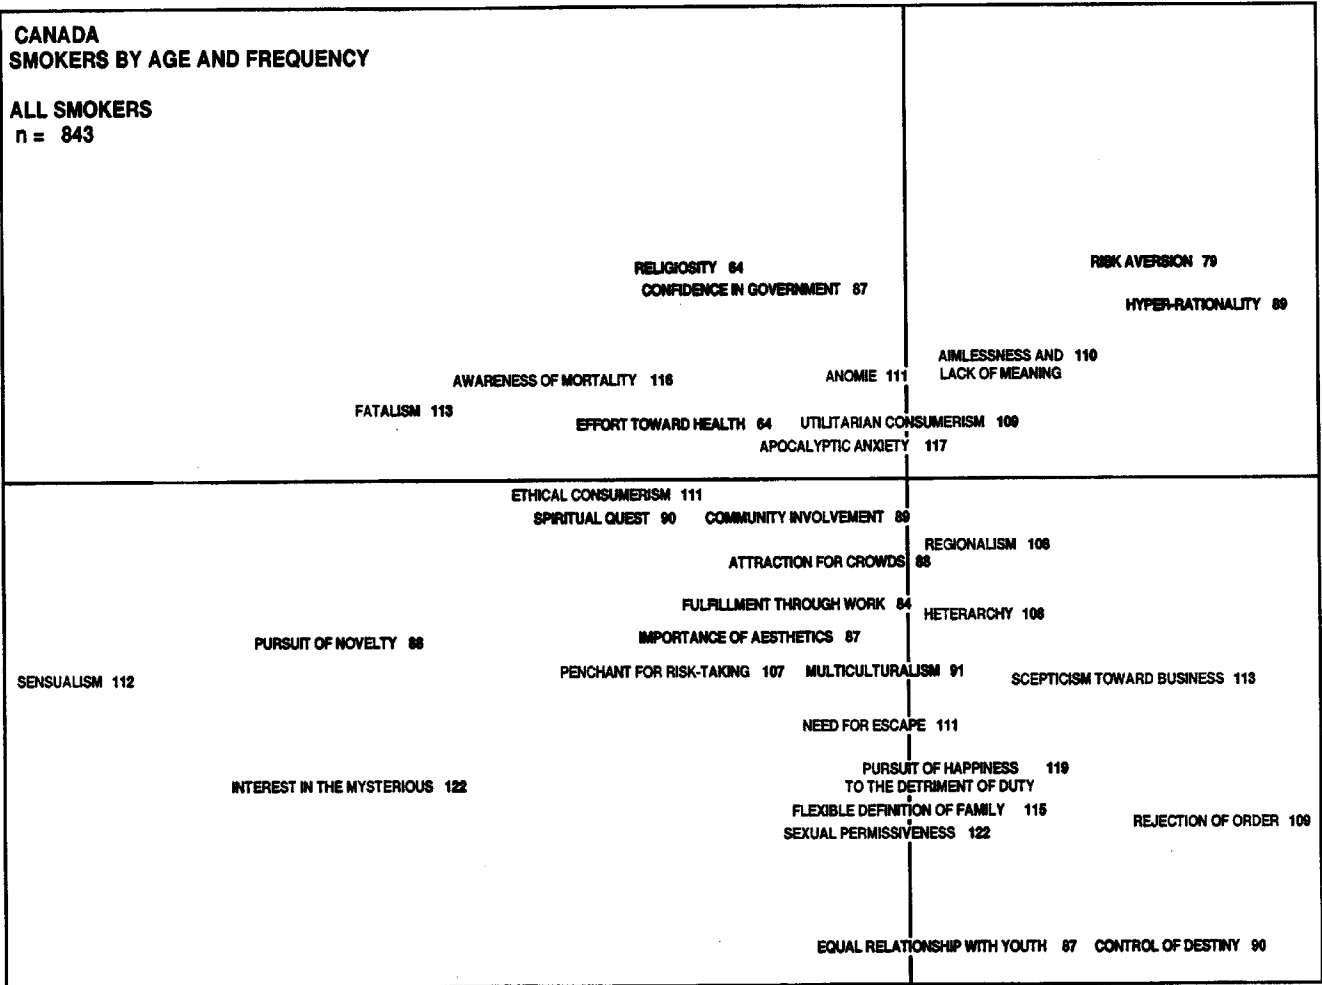 CANADA
SMOKERS BY AGE AND FREQUENCY
ALL SMOKERS
n = 843
RELIGIOSITY 64
RISK AVERSION 79
CONFIDENCE IN GOVERNMENT 87
HYPER-RATIONALITY 89
AIMLESSNESS AND 110
LACK OF MEANING
AWARENESS OF MORTALITY 116
ANOMIE 111
FATALISM 113
EFFORT TOWARD HEALTH 64
UTILITARIAN CONSUMERISM 109
APOCALYPTIC ANXIETY 117
ETHICAL CONSUMERISM 111
SPIRITUAL QUEST 90
COMMUNITY INVOLVEMENT 89
REGIONALISM 108
ATTRACTION FOR CROWDS 88
FULFILLMENT THROUGH WORK 84
HETERARCHY 108
PURSUIT OF NOVELTY 88
IMPORTANCE OF AESTHETICS 87
PENCHANT FOR RISK-TAKING 107
MULTICULTURALISM 91
SENSUALISM 112
SCEPTICISM TOWARD BUSINESS 113
NEED FOR ESCAPE 111
PURSUIT OF HAPPINESS 119
TO THE DETRIMENT OF DUTY
INTEREST IN THE MYSTERIOUS 122
FLEXIBLE DEFINITION OF FAMILY 115
REJECTION OF ORDER 109
SEXUAL PERMISSIVENESS 122
EQUAL RELATIONSHIP WITH YOUTH 87
CONTROL OF DESTINY 90